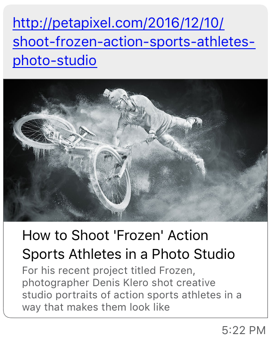 http://petapixel.com/2016/12/10/
shoot-frozen-action-sports-athletes-
photo-studio
How to Shoot 'Frozen' Action
Sports Athletes in a Photo Studio
For his recent project titled Frozen,
photographer Denis Klero shot creative
studio portraits of action sports athletes in a
way that makes them look like
5:22 PM